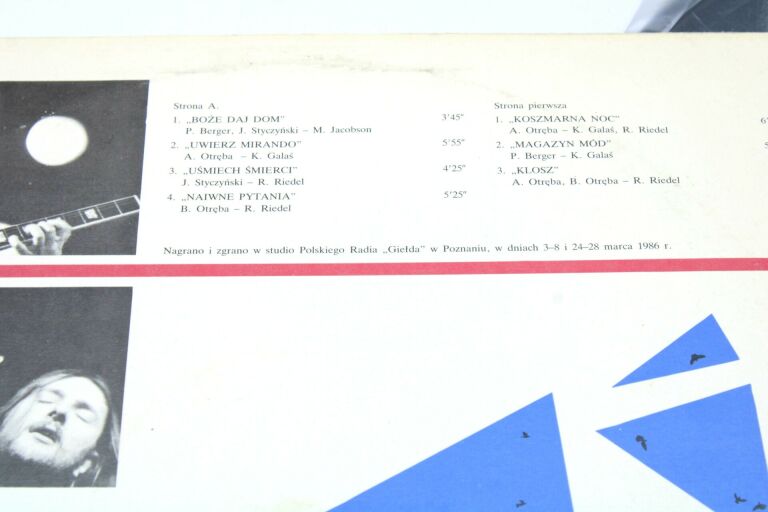 Strona A.
1. „BOŻE DAJ DOM" 3'45"
P. Berger, J. Styczyński – M. Jacobson
2. „UWIERZ MIRANDO" 5'55"
A. Otręba – K. Galaś
3. „UŚMIECH ŚMIERCI" 4'25"
J. Styczyński – R. Riedel
4. „NAIWNE PYTANIA" 5'25"
B. Otręba – R. Riedel
Strona pierwsza
1. „KOSZMARNA NOC"
A. Otręba – K. Galaś, R. Riedel
2. „MAGAZYN MÓD"
P. Berger – K. Galaś
3. „KLOSZ"
A. Otręba, B. Otręba – R. Riedel
Nagrano i zgrano w studio Polskiego Radia „Giełda" w Poznaniu, w dniach 3–8 i 24–28 marca 1986 r.